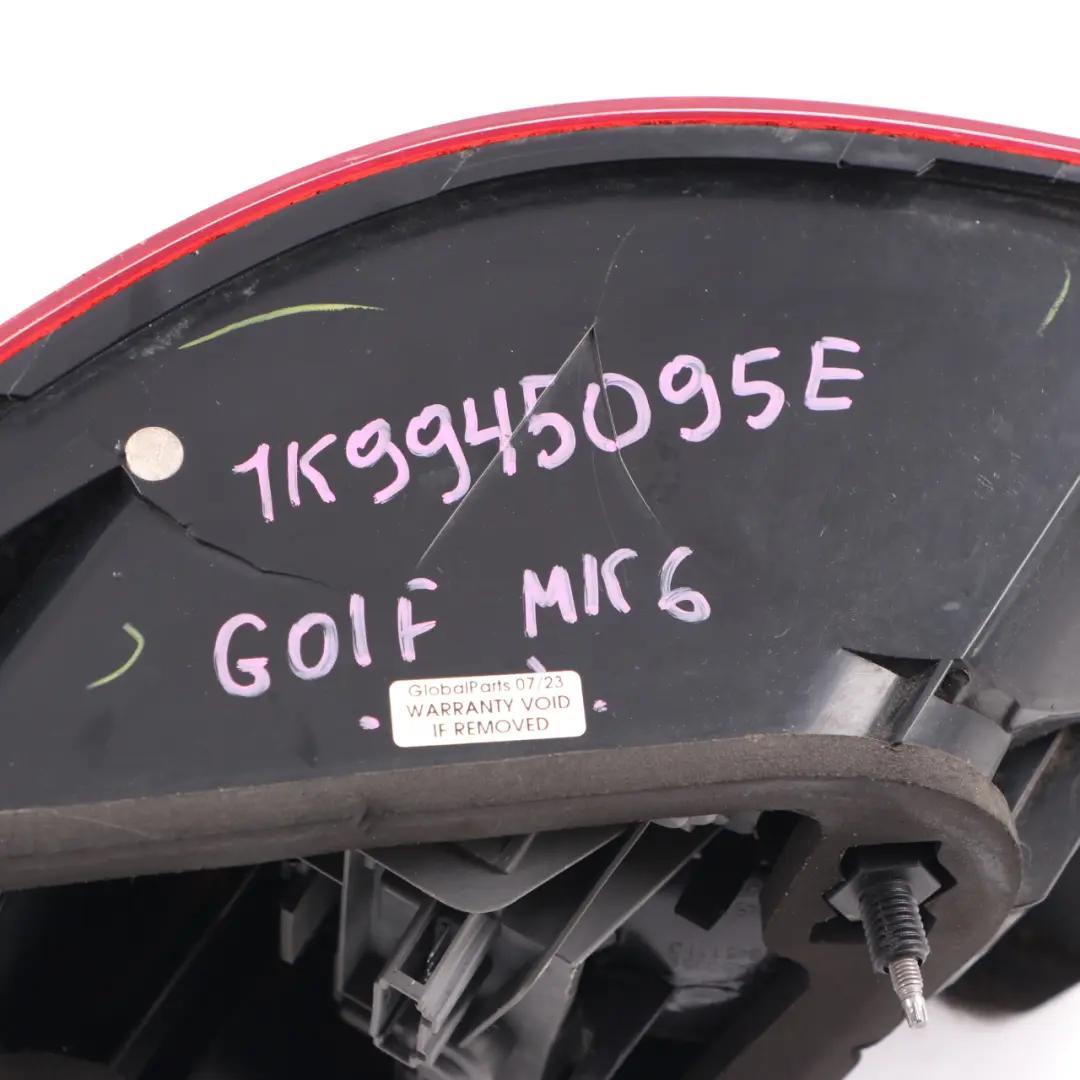 1K9945095E
GOlF MK6
GlobalParts 07/23
WARRANTY VOID
IF REMOVED